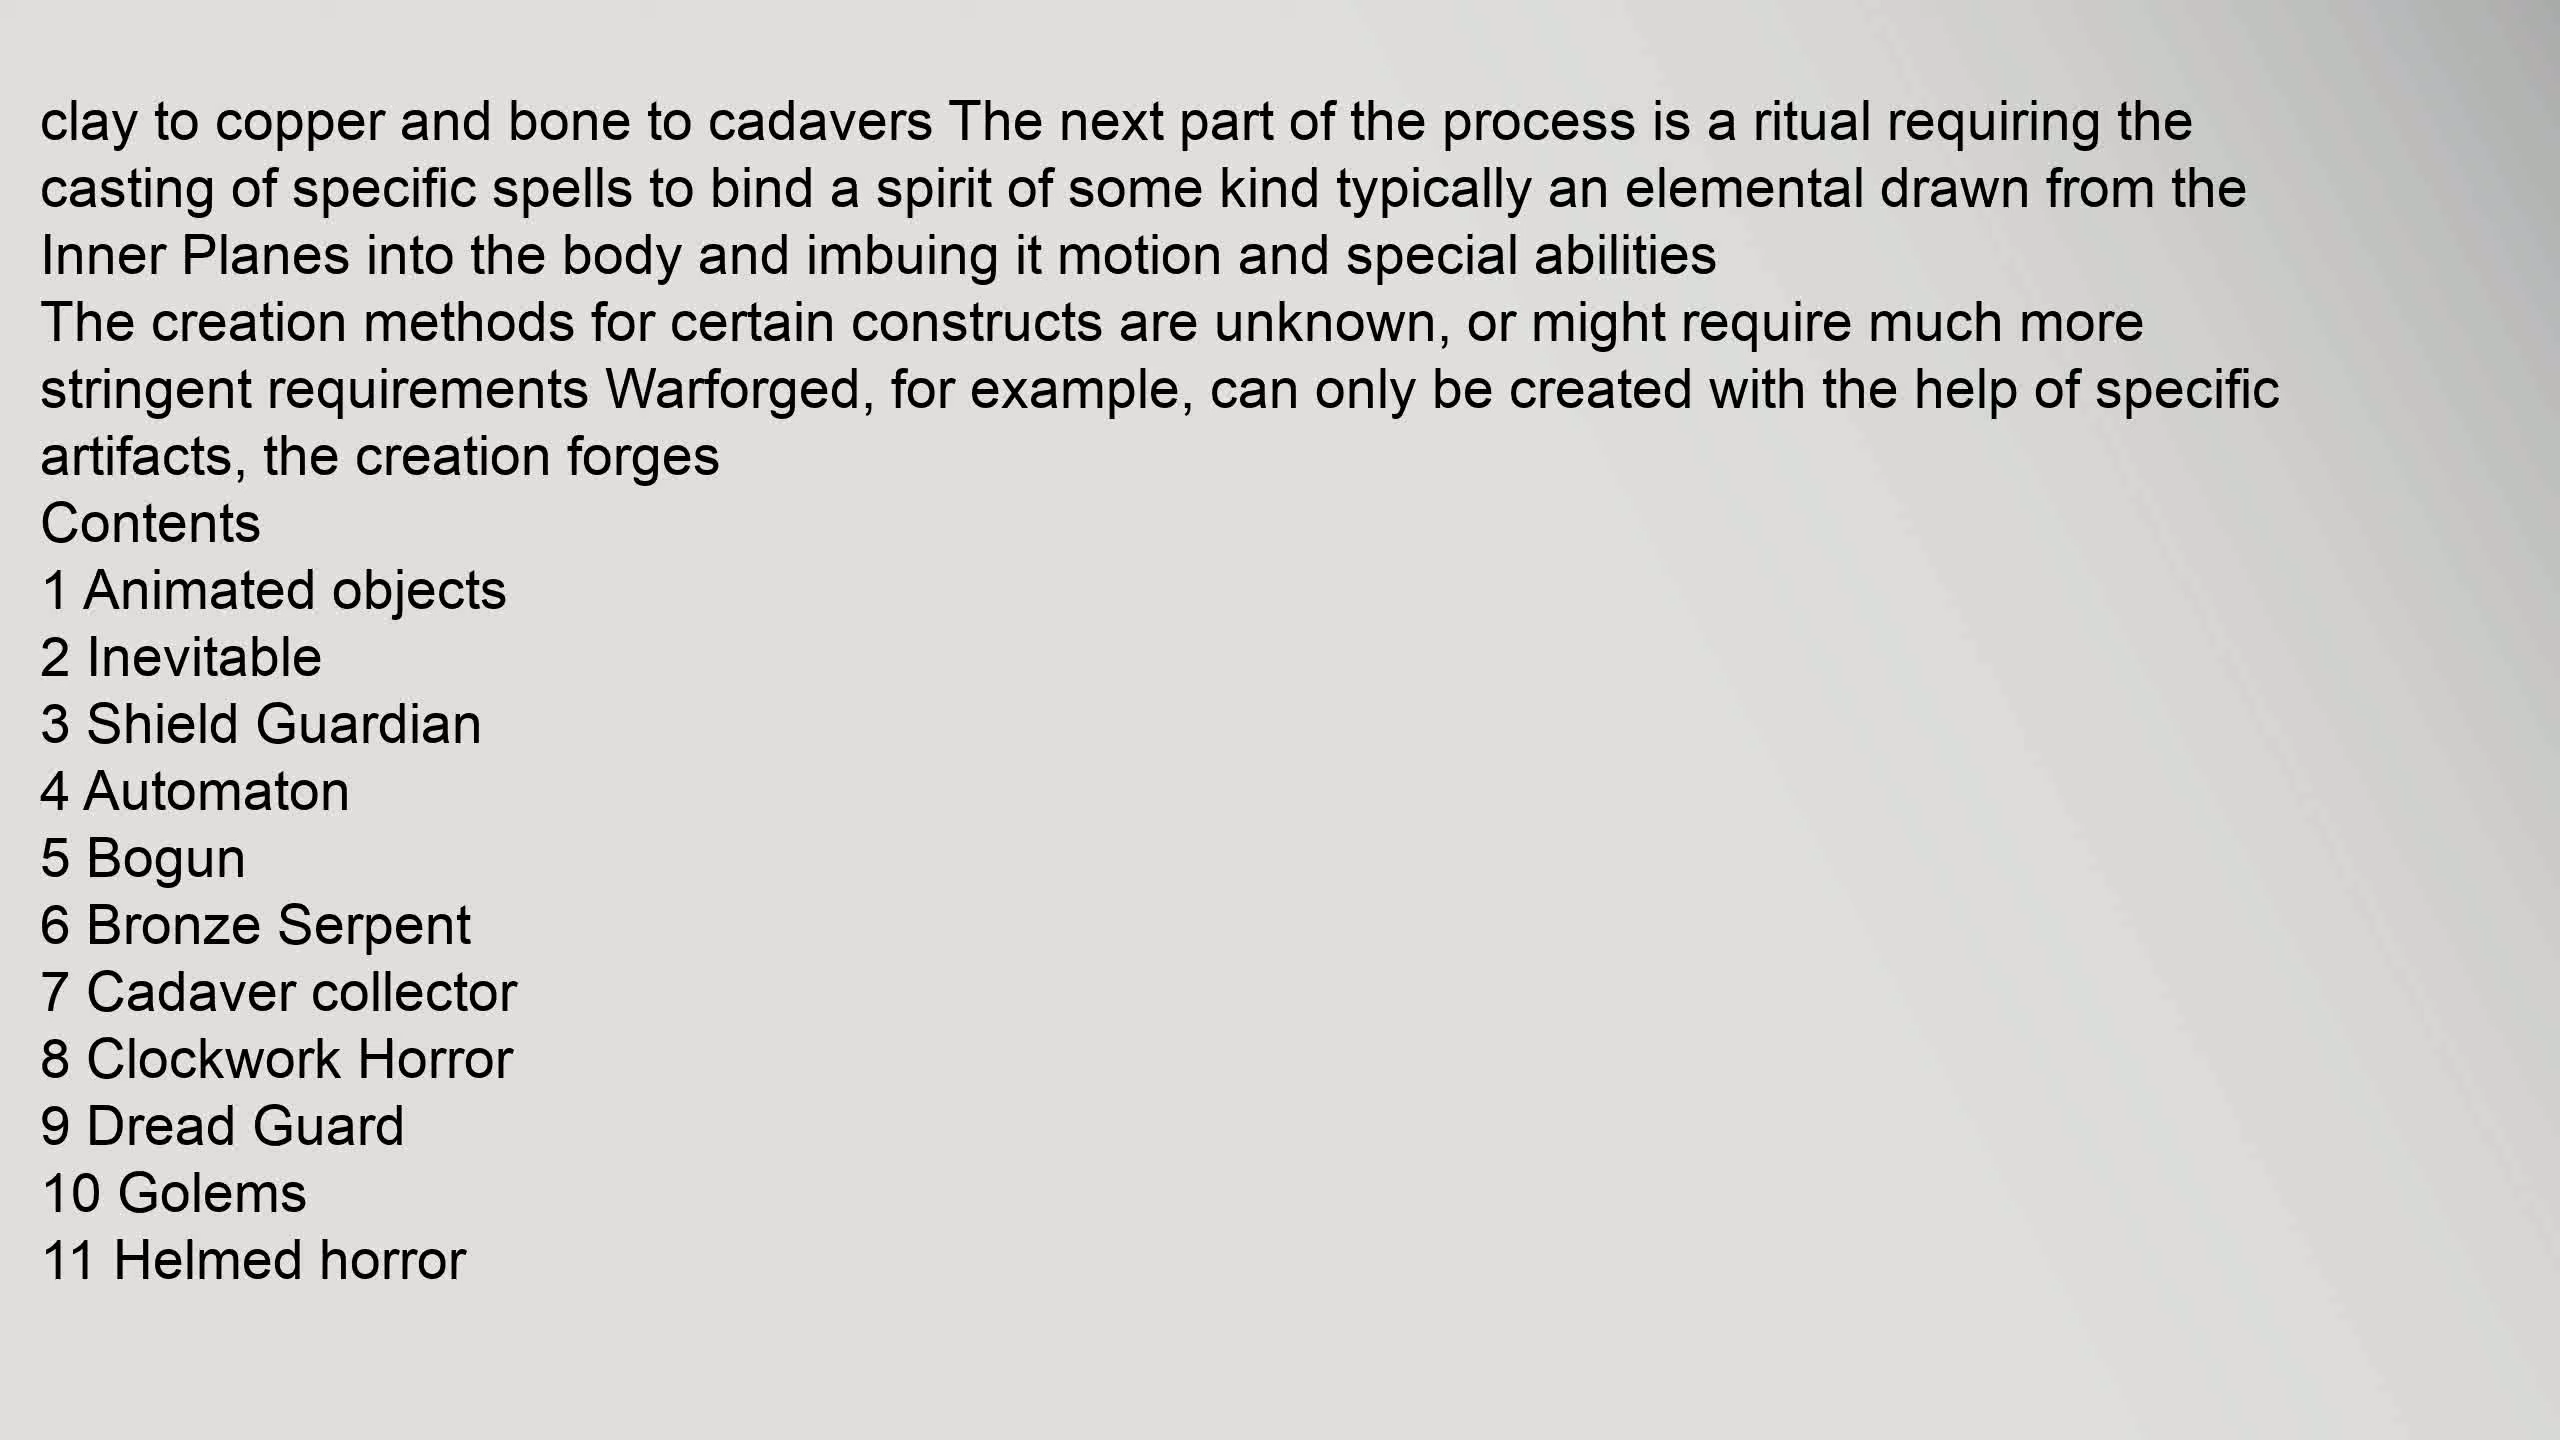 clay to copper and bone to cadavers The next part of the process is a ritual requiring the
casting of specific spells to bind a spirit of some kind typically an elemental drawn from the
Inner Planes into the body and imbuing it motion and special abilities
The creation methods for certain constructs are unknown, or might require much more
stringent requirements Warforged, for example, can only be created with the help of specific
artifacts, the creation forges
Contents
1 Animated objects
2 Inevitable
3 Shield Guardian
4 Automaton
5 Bogun
6 Bronze Serpent
7 Cadaver collector
8 Clockwork Horror
9 Dread Guard
10 Golems
11 Helmed horror